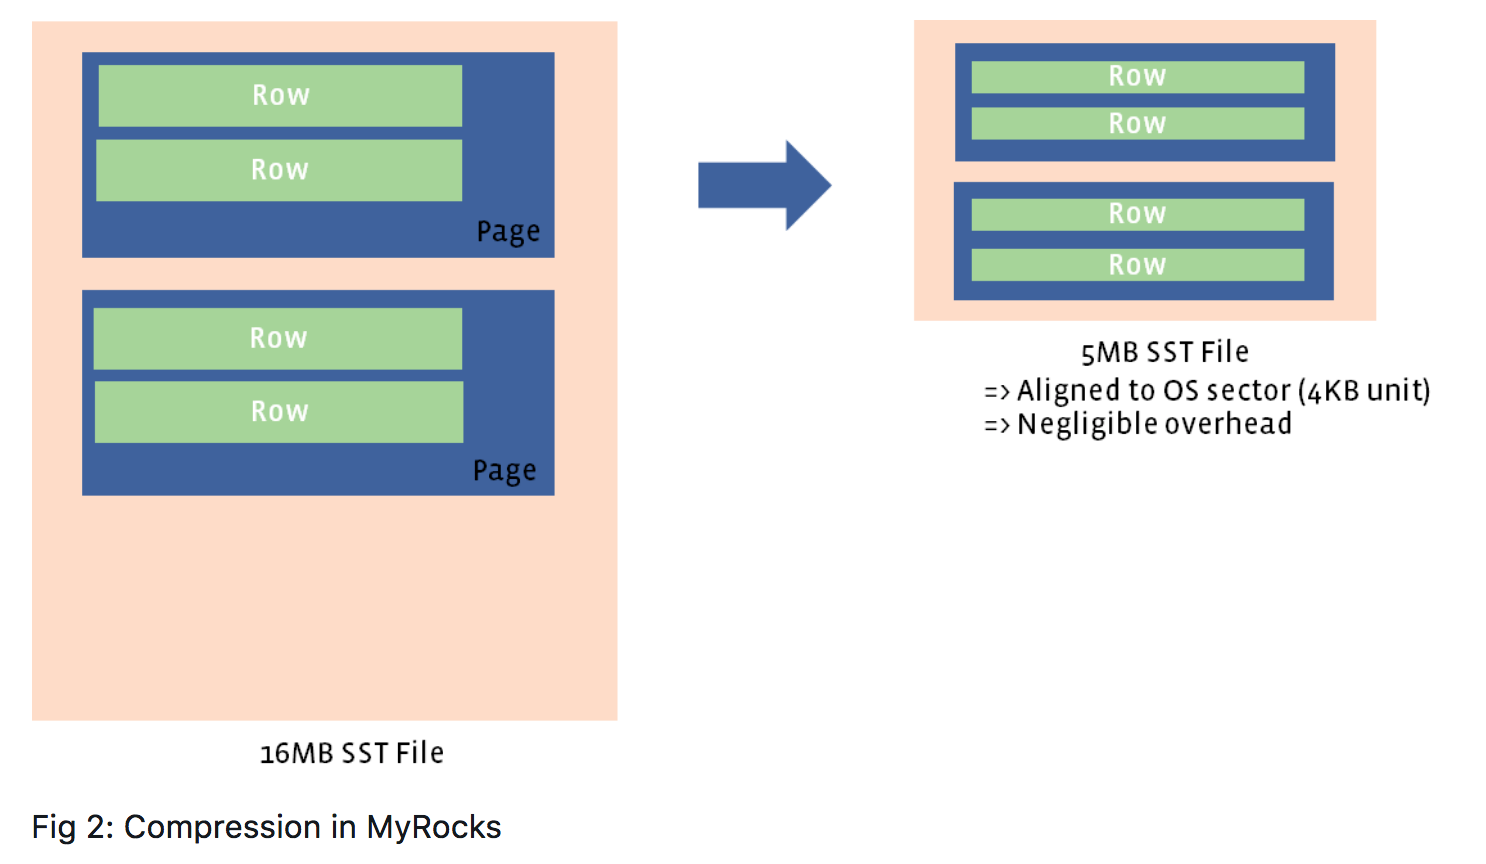 Row
Row
Page
Row
Row
Page
16MB SST File
Row
Row
Row
Row
5MB SST File
=> Aligned to OS sector (4KB unit)
=> Negligible overhead
Fig 2: Compression in MyRocks